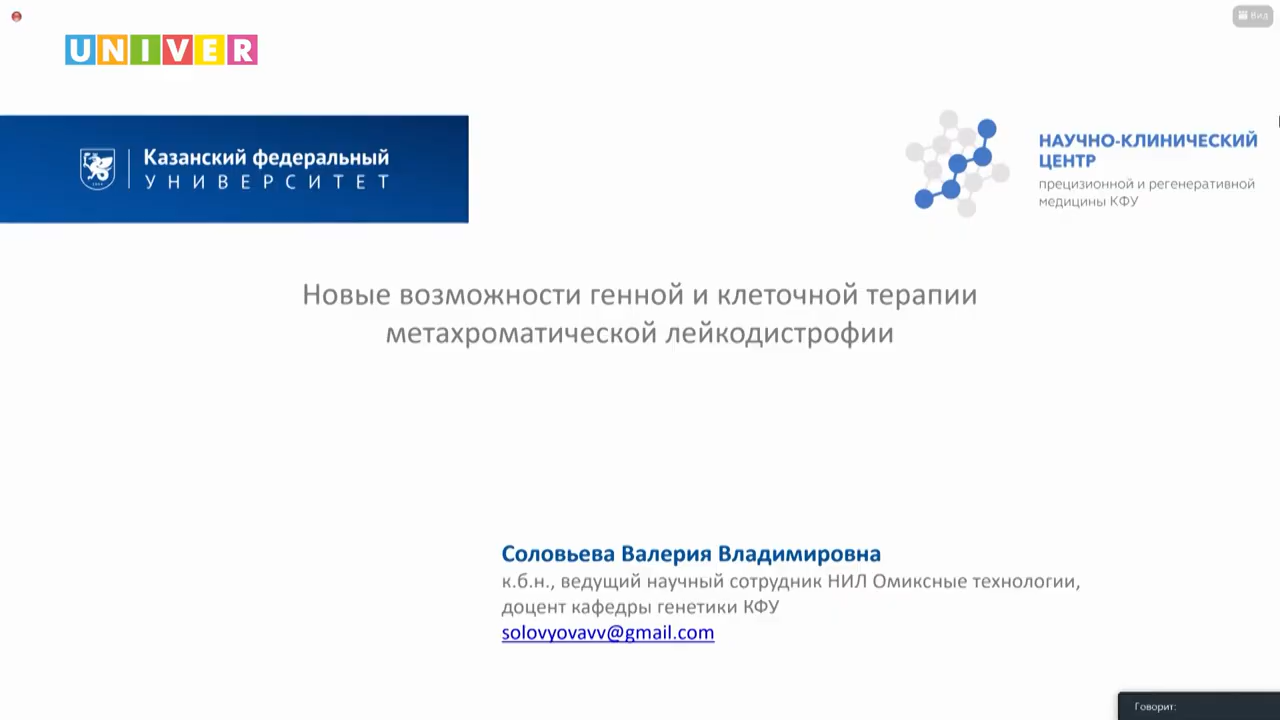 Вид
UNIVER
Казанский федеральный
УНИВЕРСИТЕТ
НАУЧНО-КЛИНИЧЕСКИЙ
ЦЕНТР
прецизионной и регенеративной
медицины КФУ
Новые возможности генной и клеточной терапии
метахроматической лейкодистрофии
Соловьева Валерия Владимировна
к.б.н., ведущий научный сотрудник НИЛ Омиксные технологии,
доцент кафедры генетики КФУ
solovyovavv@gmail.com
Говорит: